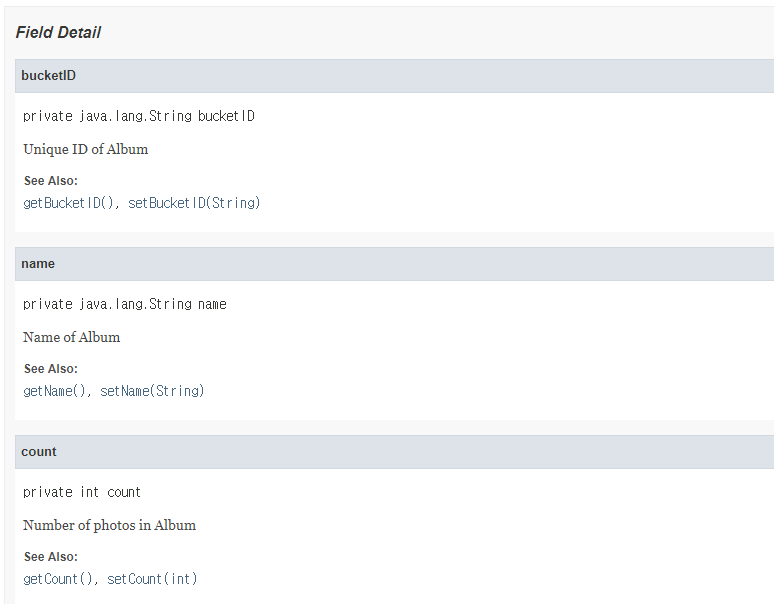 Field Detail
bucketID
private java.lang.String bucketID
Unique ID of Album
See Also:
getBucketID(), setBucketID(String)
name
private java.lang.String name
Name of Album
See Also:
getName(), setName(String)
count
private int count
Number of photos in Album
See Also:
getCount(), setCount(int)